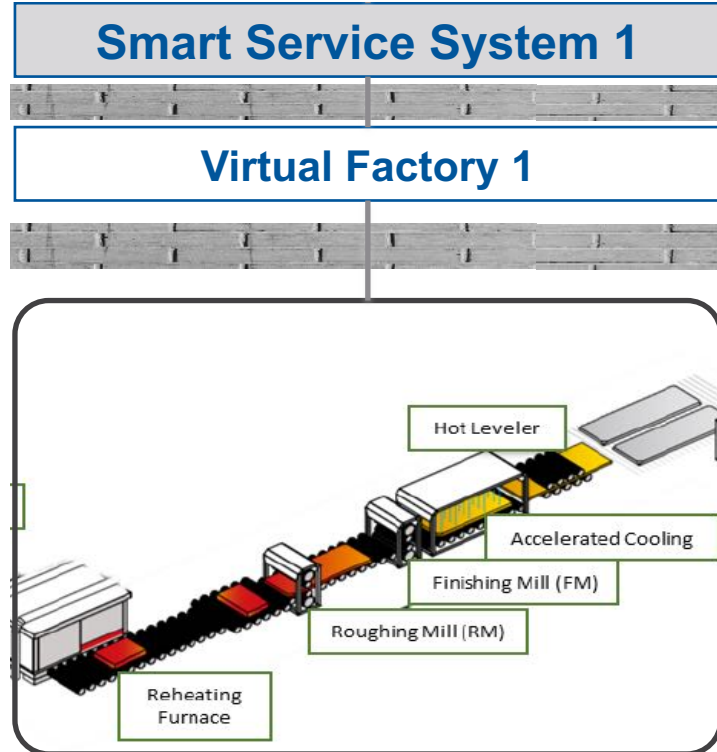 Smart Service System 1
Virtual Factory 1
Hot Leveler
Accelerated Cooling
Finishing Mill (FM)
Roughing Mill (RM)
Reheating
Furnace